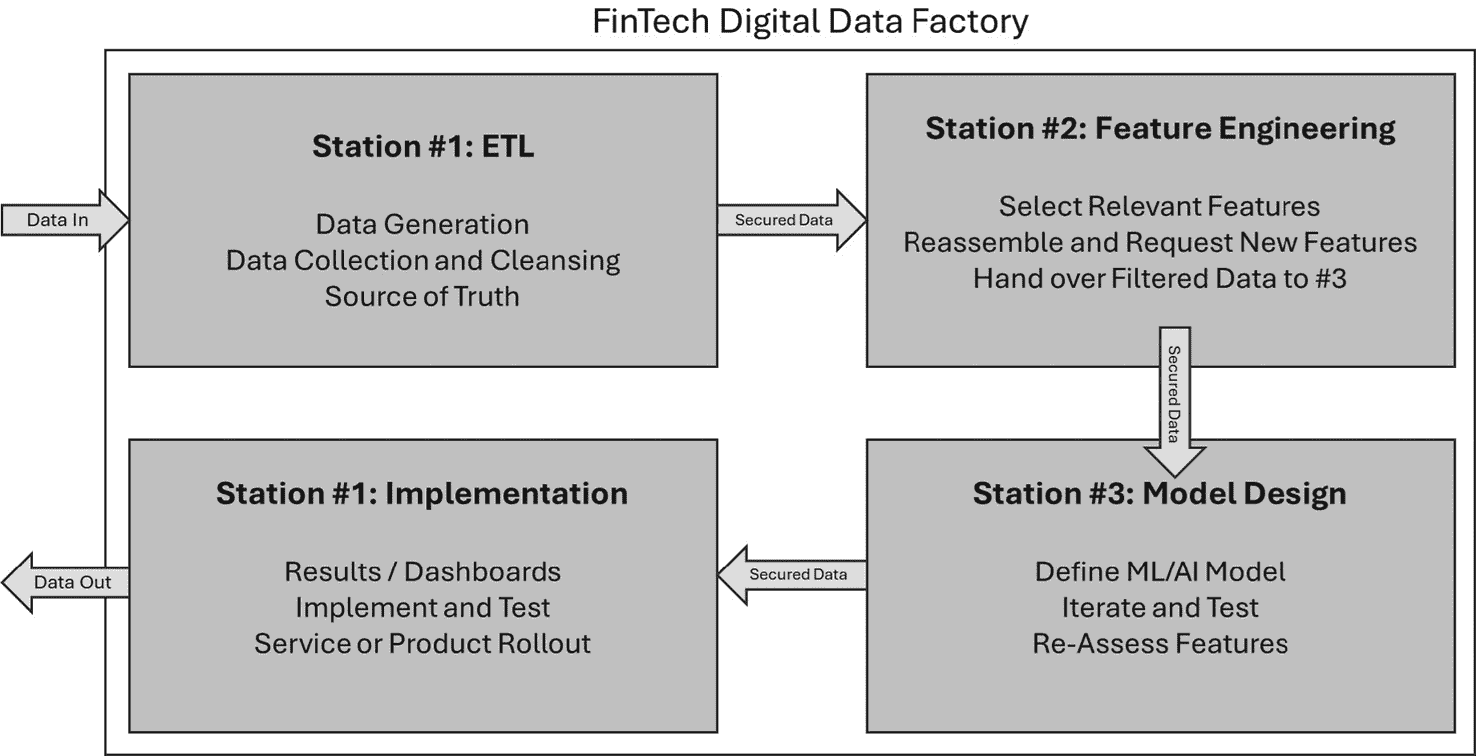 FinTech Digital Data Factory
Data In
Station #1: ETL
Data Generation
Data Collection and Cleansing
Source of Truth
Secured Data
Station #2: Feature Engineering
Select Relevant Features
Reassemble and Request New Features
Hand over Filtered Data to #3
Secured Data
Station #3: Model Design
Define ML/AI Model
Iterate and Test
Re-Assess Features
Secured Data
Station #1: Implementation
Results / Dashboards
Implement and Test
Service or Product Rollout
Data Out